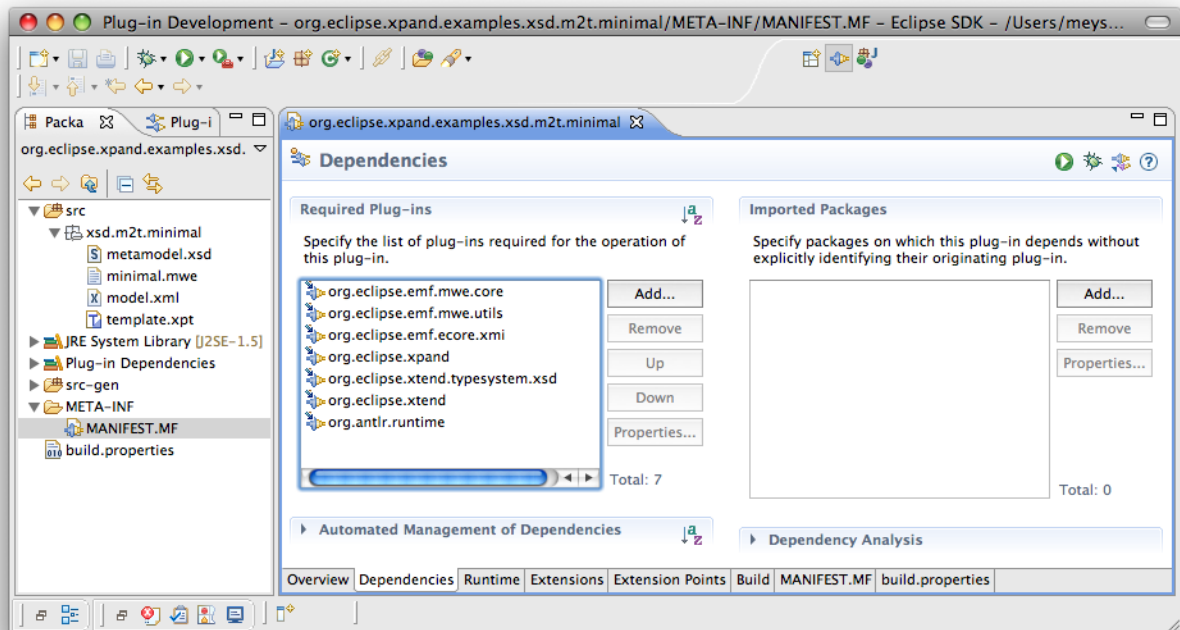 Plug-in Development – org.eclipse.xpand.examples.xsd.m2t.minimal/META-INF/MANIFEST.MF – Eclipse SDK – /Users/meys...
Packa
Plug-i
org.eclipse.xpand.examples.xsd.
src
xsd.m2t.minimal
metamodel.xsd
minimal.mwe
model.xml
template.xpt
JRE System Library [J2SE-1.5]
Plug-in Dependencies
src-gen
META-INF
MANIFEST.MF
build.properties
org.eclipse.xpand.examples.xsd.m2t.minimal
Dependencies
Required Plug-ins
Specify the list of plug-ins required for the operation of
this plug-in.
org.eclipse.emf.mwe.core
org.eclipse.emf.mwe.utils
org.eclipse.emf.ecore.xmi
org.eclipse.xpand
org.eclipse.xtend.typesystem.xsd
org.eclipse.xtend
org.antlr.runtime
Add...
Remove
Up
Down
Properties...
Total: 7
Imported Packages
Specify packages on which this plug-in depends without
explicitly identifying their originating plug-in.
Add...
Remove
Properties...
Total: 0
Automated Management of Dependencies
Dependency Analysis
Overview Dependencies Runtime Extensions Extension Points Build MANIFEST.MF build.properties